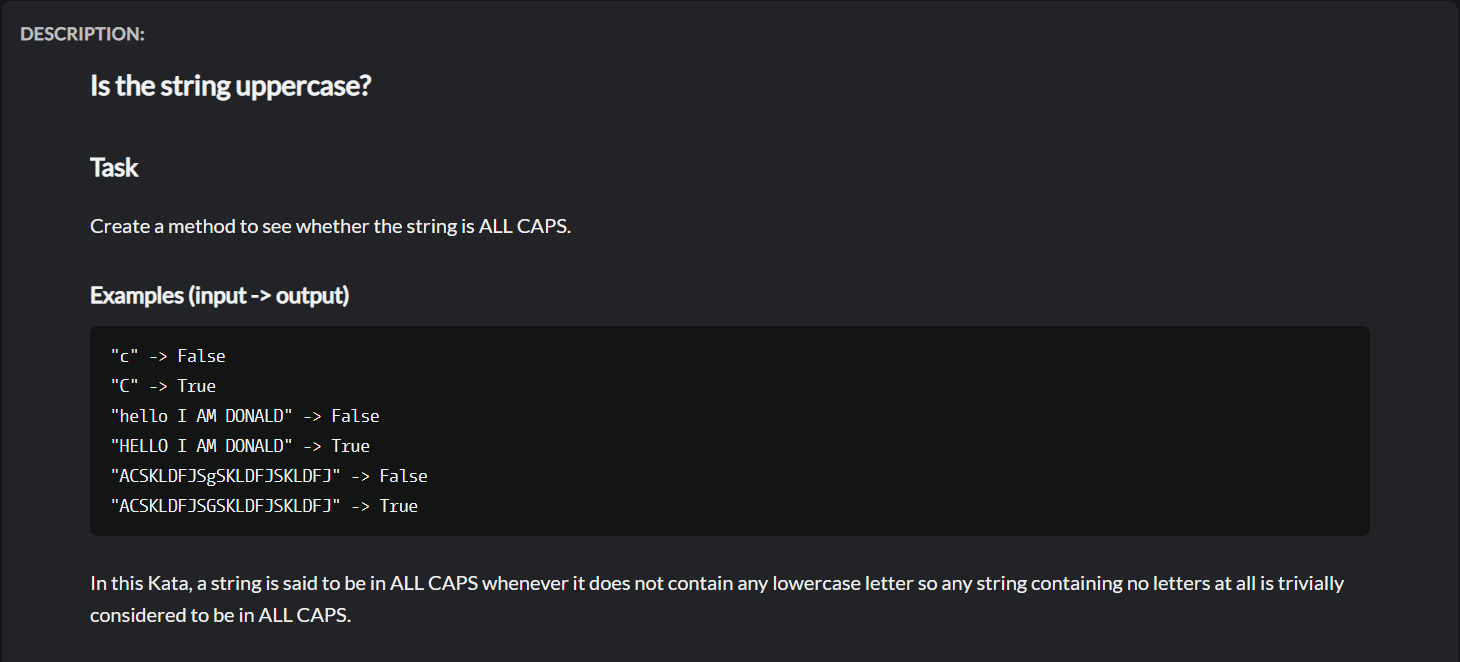 DESCRIPTION:
Is the string uppercase?
Task
Create a method to see whether the string is ALL CAPS.
Examples (input -> output)
"c" -> False
"C" -> True
"hello I AM DONALD" -> False
"HELLO I AM DONALD" -> True
"ACSKLDFJSgSKLDFJSKLDFJ" -> False
"ACSKLDFJSGSKLDFJSKLDFJ" -> True
In this Kata, a string is said to be in ALL CAPS whenever it does not contain any lowercase letter so any string containing no letters at all is trivially
considered to be in ALL CAPS.